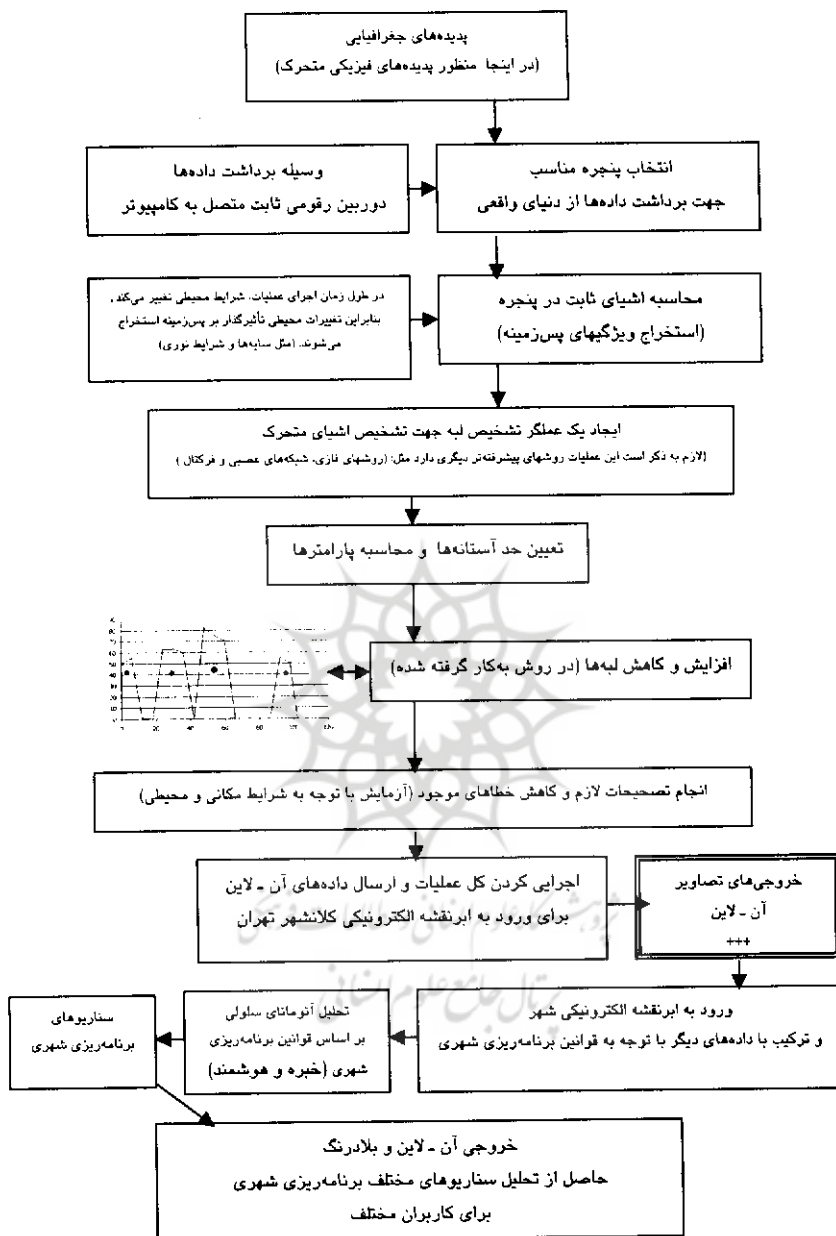 پدیده‌های جغرافیایی
(در اینجا منظور پدیده‌های فیزیکی متحرک)
وسیله برداشت داده‌ها
دوربین رقومی ثابت متصل به کامپیوتر
انتخاب پنجره مناسب
جهت برداشت داده‌ها از دنیای واقعی
در طول زمان اجرای عملیات، شرایط محیطی تغییر می‌کند،
بنابراین تغییرات محیطی تأثیرگذار بر پس‌زمینه استخراج
می‌شوند. (مثل سایه‌ها و شرایط نوری)
محاسبه اشیای ثابت در پنجره
(استخراج ویژگیهای پس‌زمینه)
ایجاد یک عملگر تشخیص لبه جهت تشخیص اشیای متحرک
(لازم به ذکر است این عملیات روشهای پیشرفته‌تر دیگری دارد مثل: (روشهای فازی، شبکه‌های عصبی و فرکتال )
تعیین حد آستانه‌ها و محاسبه پارامترها
افزایش و کاهش لبه‌ها (در روش به‌کار گرفته شده)
انجام تصحیحات لازم و کاهش خطاهای موجود (آزمایش با توجه به شرایط مکانی و محیطی)
اجرایی کردن کل عملیات و ارسال داده‌های آن ـ لاین
برای ورود به ابرنقشه الکترونیکی کلانشهر تهران
خروجی‌های تصاویر
آن ـ لاین
+++
پژوهشگاه علوم انسانی و مطالعات فرهنگی
پرتال جامع علوم انسانی
ورود به ابرنقشه الکترونیکی شهر
و ترکیب با داده‌های دیگر با توجه به قوانین برنامه‌ریزی شهری
تحلیل آتوماتای سلولی
بر اساس قوانین برنامه‌ریزی
شهری (خبره و هوشمند)
سناریوهای
برنامه‌ریزی شهری
خروجی آن ـ لاین و بلادرنگ
حاصل از تحلیل سناریوهای مختلف برنامه‌ریزی شهری
برای کاربران مختلف